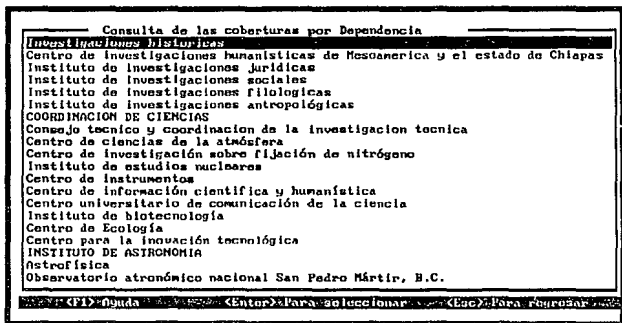 Consulta de las coberturas por Dependencia
Investigaciones historicas
Centro de investigaciones humanisticas de Mesoamerica y el estado de Chiapas
Instituto de investigaciones jurídicas
Instituto de investigaciones sociales
Instituto de investigaciones filologicas
Instituto de investigaciones antropológicas
COORDINACION DE CIENCIAS
Consejo tecnico y coordinacion de la investigacion tecnica
Centro de ciencias de la atmósfera
Centro de investigación sobre fijación de nitrógeno
Instituto de estudios nucleares
Centro de instrumentos
Centro de información cientifica y humanística
Centro universitario de comunicación de la ciencia
Instituto de biotecnología
Centro de Ecología
Centro para la inovación tecnológica
INSTITUTO DE ASTRONOMIA
Astrofísica
Observatorio atronómico nacional San Pedro Mártir, B.C.
<F1> Ayuda <Enter> Para seleccionar <Esc> Para regresar